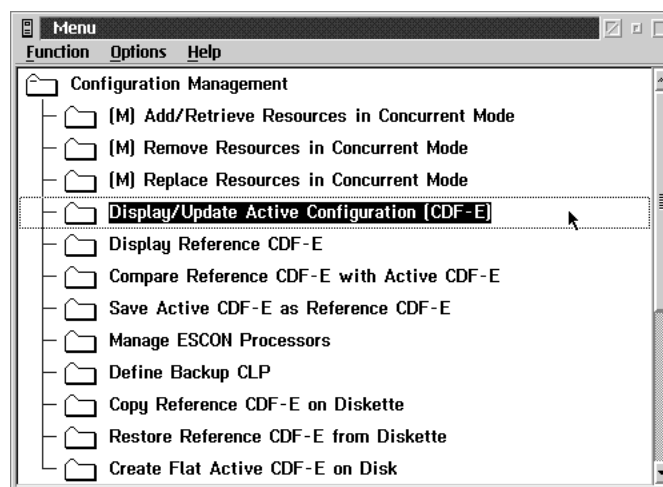 Menu
Function Options Help
Configuration Management
(M) Add/Retrieve Resources in Concurrent Mode
(M) Remove Resources in Concurrent Mode
(M) Replace Resources in Concurrent Mode
Display/Update Active Configuration (CDF-E)
Display Reference CDF-E
Compare Reference CDF-E with Active CDF-E
Save Active CDF-E as Reference CDF-E
Manage ESCON Processors
Define Backup CLP
Copy Reference CDF-E on Diskette
Restore Reference CDF-E from Diskette
Create Flat Active CDF-E on Disk